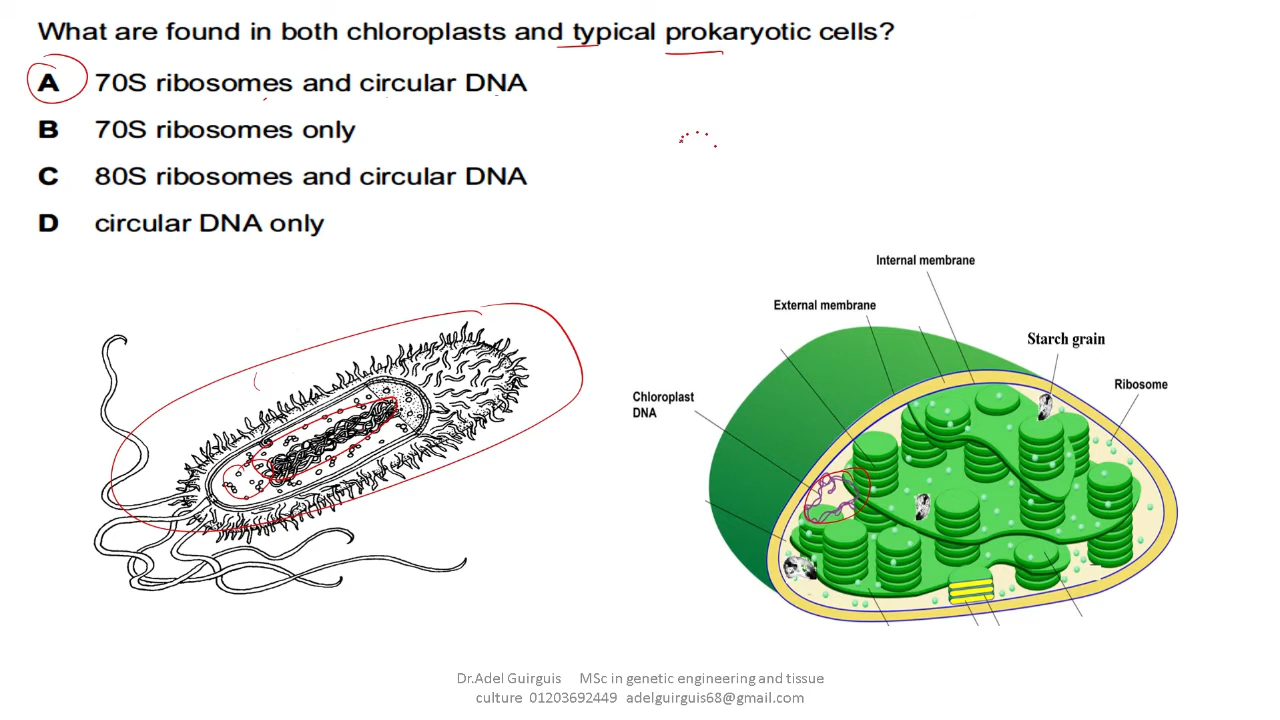 What are found in both chloroplasts and typical prokaryotic cells?
A 70S ribosomes and circular DNA
B 70S ribosomes only
C 80S ribosomes and circular DNA
D circular DNA only
Internal membrane
External membrane
Starch grain
Ribosome
Chloroplast
DNA
Dr.Adel Guirguis MSc in genetic engineering and tissue
culture 01203692449 adelguirguis68@gmail.com